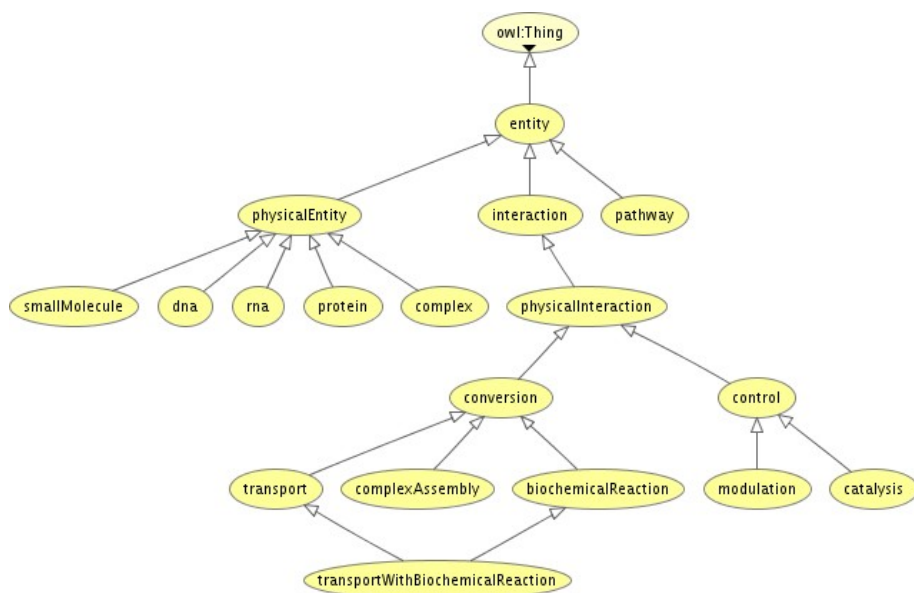 owl:Thing
entity
physicalEntity
interaction
pathway
smallMolecule
dna
rna
protein
complex
physicalInteraction
conversion
control
transport
complexAssembly
biochemicalReaction
modulation
catalysis
transportWithBiochemicalReaction